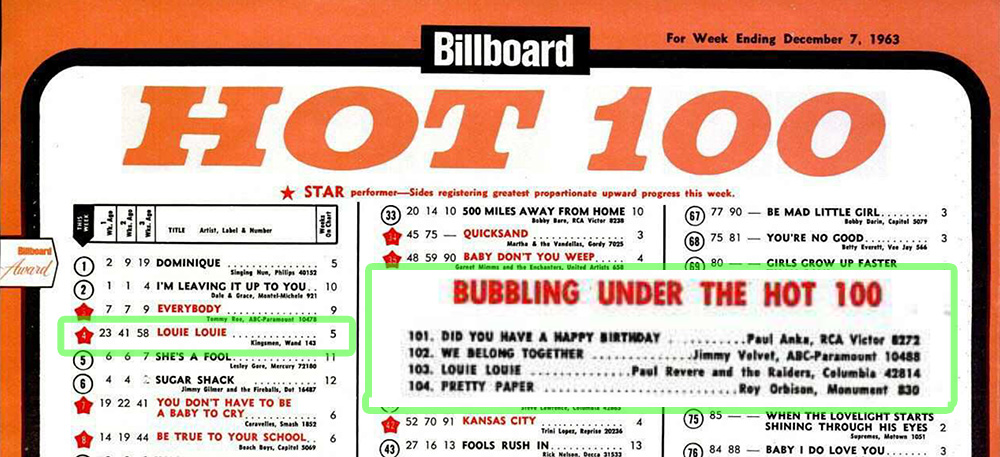 Billboard
For Week Ending December 7, 1963
HOT 100
★ STAR performer—Sides registering greatest proportionate upward progress this week.
THIS WEEK
1 Wk. Ago
2 Wks. Ago
3 Wks. Ago
TITLE Artist, Label & Number
Weeks On Chart
Billboard Award
1 2 9 19 DOMINIQUE 5
Singing Nun, Philips 40152
2 1 1 4 I'M LEAVING IT UP TO YOU.. 10
Dale & Grace, Montel-Michele 921
7 7 9 EVERYBODY 9
Tommy Roe, ABC-Paramount 10478
4 23 41 58 LOUIE LOUIE 5
Kingsmen, Wand 143
5 6 6 7 SHE'S A FOOL 11
Lesley Gore, Mercury 72180
6 4 4 2 SUGAR SHACK 12
Jimmy Gilmer and the Fireballs, Dot 16487
7 19 22 41 YOU DON'T HAVE TO BE
A BABY TO CRY 6
Caravelles, Smash 1852
8 14 19 44 BE TRUE TO YOUR SCHOOL.. 6
Beach Boys, Capitol 5069
33 20 14 10 500 MILES AWAY FROM HOME 10
Bobby Bare, RCA Victor 8238
45 75 — QUICKSAND 3
Martha & the Vandellas, Gordy 7025
48 59 90 BABY DON'T YOU WEEP 4
Garnet Mimms and the Enchanters, United Artists 658
BUBBLING UNDER THE HOT 100
101. DID YOU HAVE A HAPPY BIRTHDAY Paul Anka, RCA Victor 8272
102. WE BELONG TOGETHER Jimmy Velvet, ABC-Paramount 10488
103. LOUIE LOUIE Paul Revere and the Raiders, Columbia 42814
104. PRETTY PAPER Roy Orbison, Monument 830
Steve Lawrence, Columbia
52 70 91 KANSAS CITY 4
Trini Lopez, Reprise 20236
43 27 16 13 FOOLS RUSH IN 13
Rick Nelson, Decca 31533
67 77 90 — BE MAD LITTLE GIRL 3
Bobby Darin, Capitol 5079
68 75 81 — YOU'RE NO GOOD 3
Betty Everett, Vee Jay 566
69 80 — — GIRLS GROW UP FASTER
75 85 — — WHEN THE LOVELIGHT STARTS
SHINING THROUGH HIS EYES 2
Supremes, Motown 1051
76 84 88 — BABY I DO LOVE YOU 3